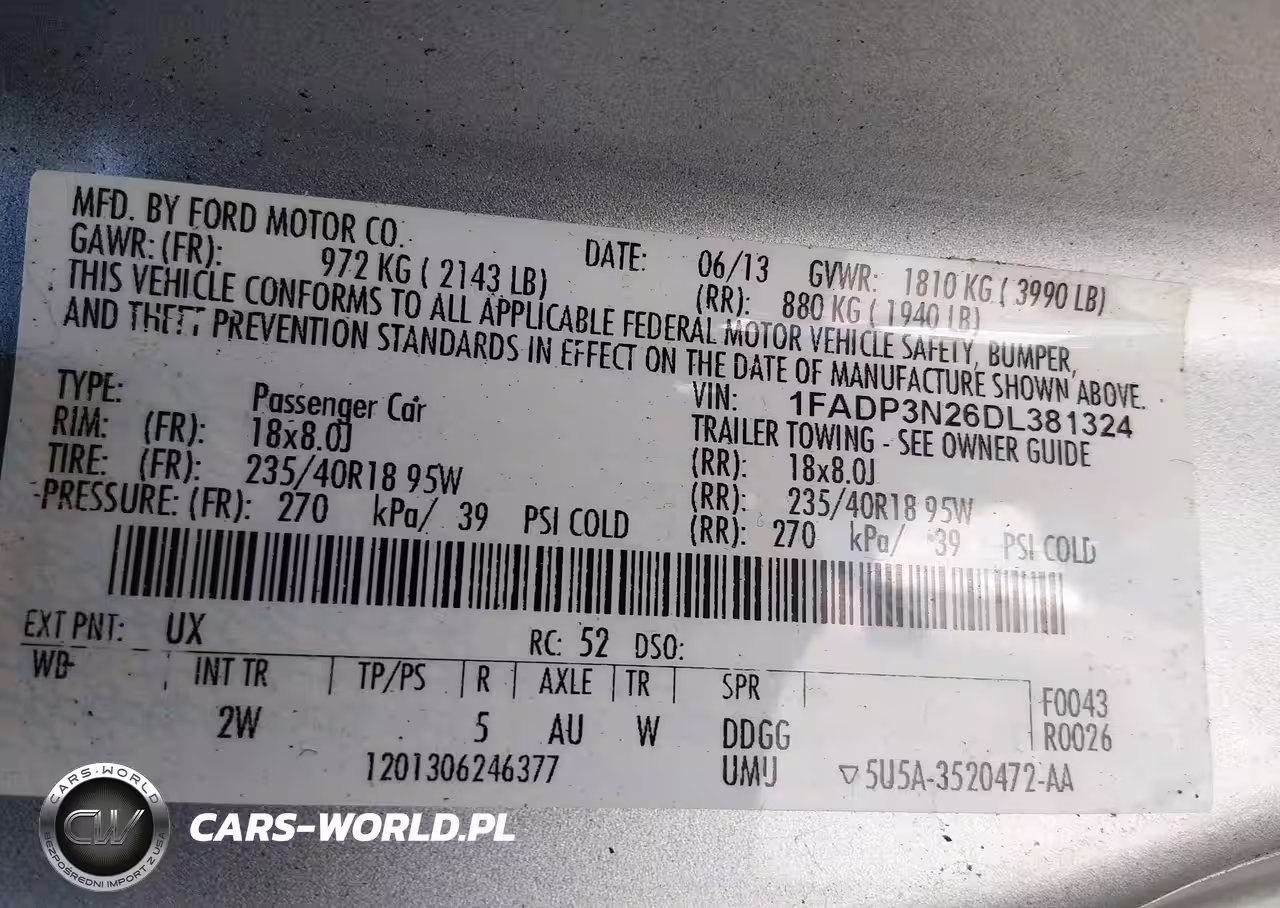 MFD. BY FORD MOTOR CO.
DATE: 06/13 GVWR: 1810 KG ( 3990 LB)
GAWR: (FR): 972 KG ( 2143 LB) (RR): 880 KG ( 1940 LB)
THIS VEHICLE CONFORMS TO ALL APPLICABLE FEDERAL MOTOR VEHICLE SAFETY, BUMPER,
AND THEFT PREVENTION STANDARDS IN EFFECT ON THE DATE OF MANUFACTURE SHOWN ABOVE.
VIN: 1FADP3N26DL381324
TYPE: Passenger Car TRAILER TOWING - SEE OWNER GUIDE
RIM: (FR): 18x8.0J (RR): 18x8.0J
TIRE: (FR): 235/40R18 95W (RR): 235/40R18 95W
PRESSURE: (FR): 270 kPa/ 39 PSI COLD (RR): 270 kPa/ 39 PSI COLD
EXT PNT: UX RC: 52 DSO:
WB INT TR TP/PS R AXLE TR SPR F0043
2W 5 AU W DDGG R0026
1201306246377 UMU ▽5U5A-3520472-AA
CARS-WORLD
CW
BEZPOŚREDNI IMPORT Z USA
CARS-WORLD.PL